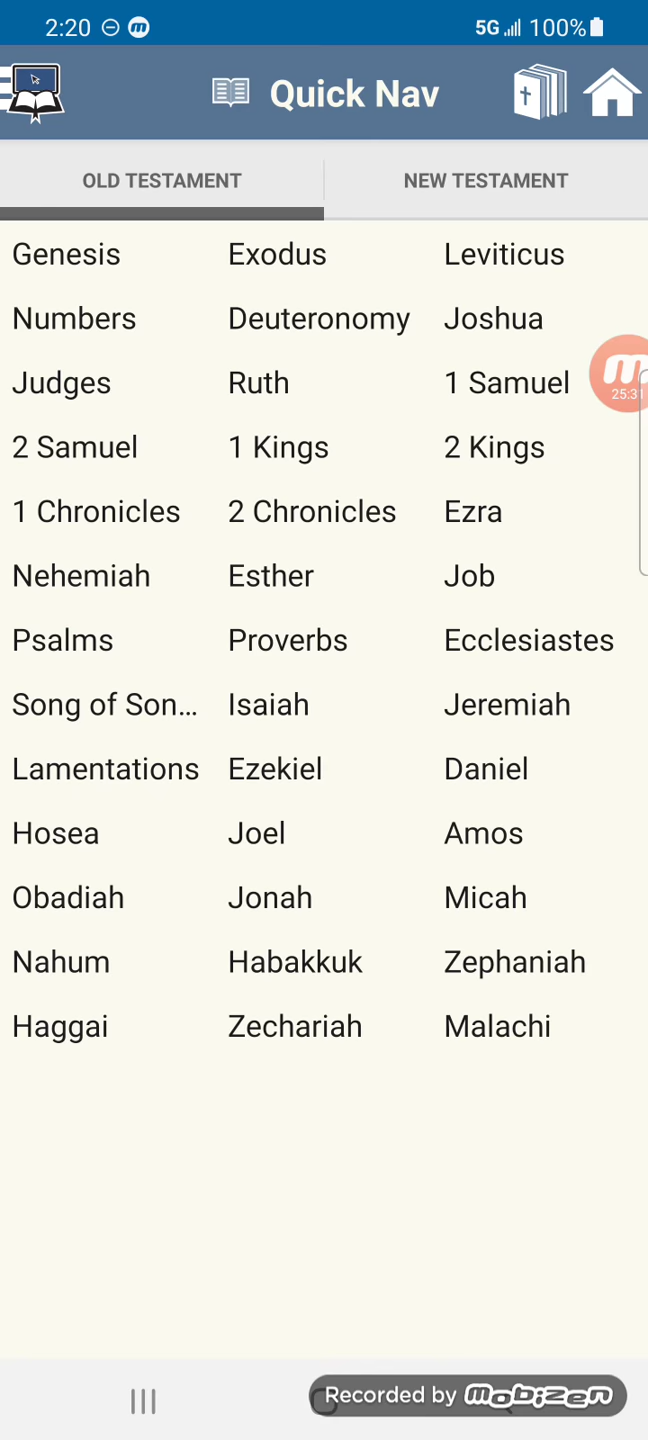 2:20 5G 100%
Quick Nav
OLD TESTAMENT NEW TESTAMENT
Genesis Exodus Leviticus
Numbers Deuteronomy Joshua
Judges Ruth 1 Samuel
25:31
2 Samuel 1 Kings 2 Kings
1 Chronicles 2 Chronicles Ezra
Nehemiah Esther Job
Psalms Proverbs Ecclesiastes
Song of Son... Isaiah Jeremiah
Lamentations Ezekiel Daniel
Hosea Joel Amos
Obadiah Jonah Micah
Nahum Habakkuk Zephaniah
Haggai Zechariah Malachi
Recorded by mobizen